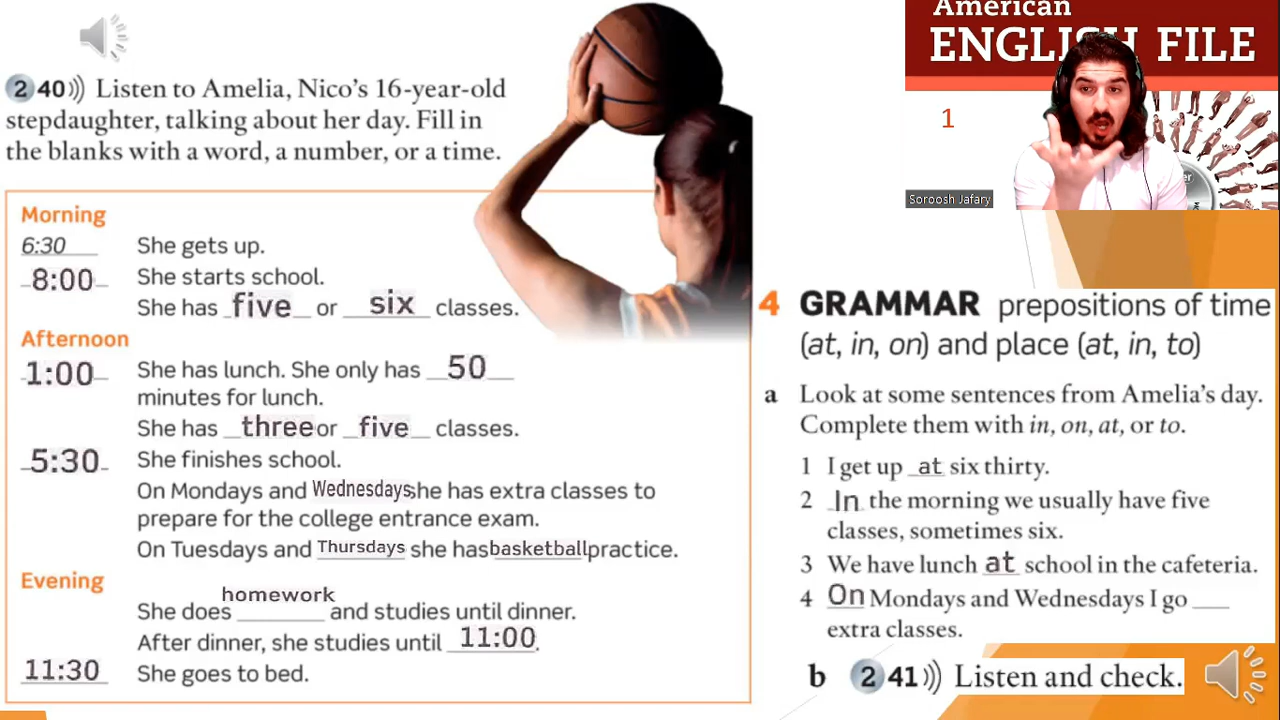 2 40 Listen to Amelia, Nico's 16-year-old
stepdaughter, talking about her day. Fill in
the blanks with a word, a number, or a time.
Morning
6:30 She gets up.
8:00 She starts school.
She has five or six classes.
Afternoon
1:00 She has lunch. She only has 50
minutes for lunch.
She has three or five classes.
5:30 She finishes school.
On Mondays and Wednesdays she has extra classes to
prepare for the college entrance exam.
On Tuesdays and Thursdays she has basketball practice.
Evening
She does homework and studies until dinner.
After dinner, she studies until 11:00.
11:30 She goes to bed.
American
ENGLISH FILE
1
Soroosh Jafary
4 GRAMMAR prepositions of time
(at, in, on) and place (at, in, to)
a Look at some sentences from Amelia's day.
Complete them with in, on, at, or to.
1 I get up at six thirty.
2 In the morning we usually have five
classes, sometimes six.
3 We have lunch at school in the cafeteria.
4 On Mondays and Wednesdays I go ___
extra classes.
b 2 41 Listen and check.